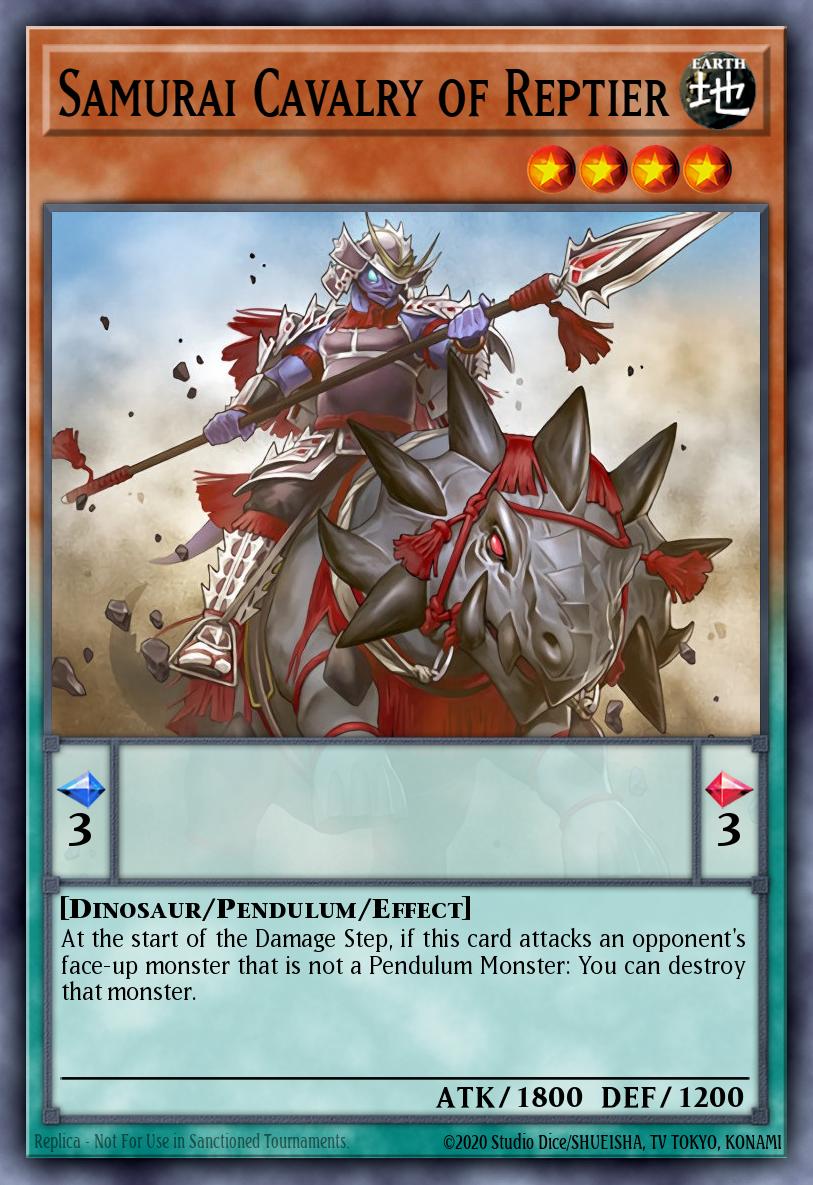 Samurai Cavalry of Reptier
EARTH
地
3
3
[Dinosaur/Pendulum/Effect]
At the start of the Damage Step, if this card attacks an opponent's
face-up monster that is not a Pendulum Monster: You can destroy
that monster.
ATK/1800 DEF/1200
Replica - Not For Use in Sanctioned Tournaments.
©2020 Studio Dice/SHUEISHA, TV TOKYO, KONAMI